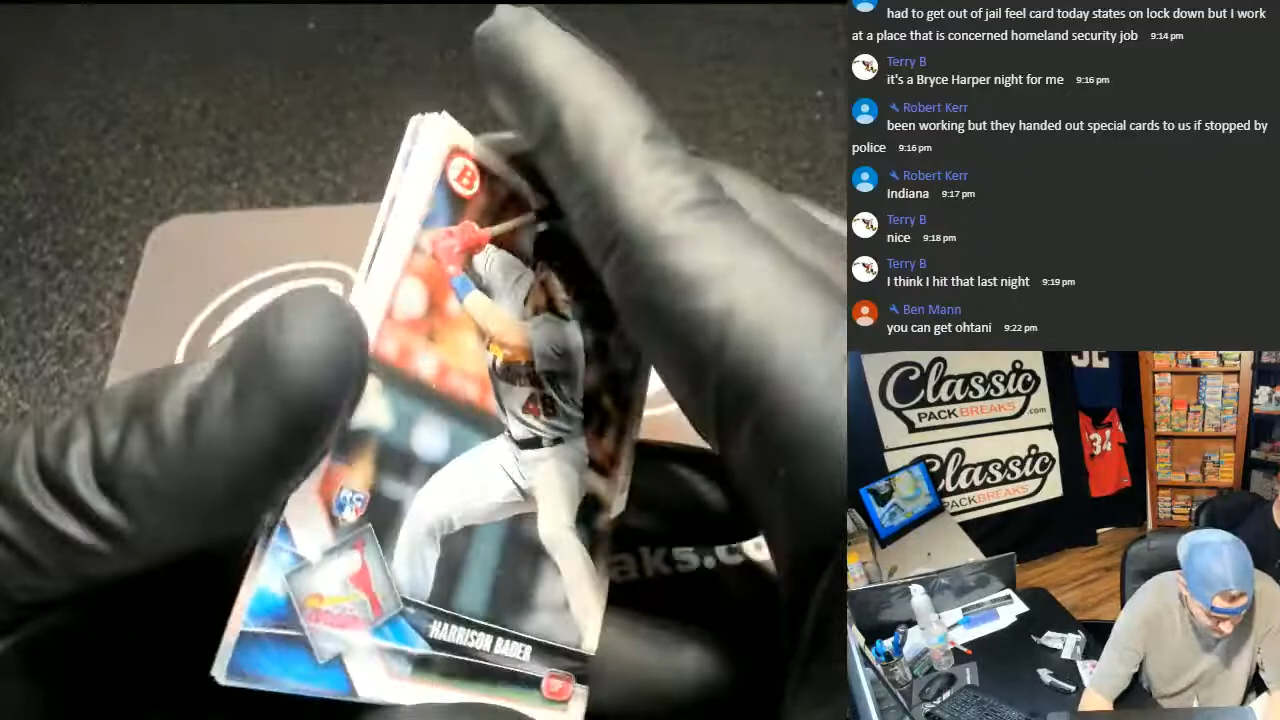 had to get out of jail feel card today states on lock down but I work
at a place that is concerned homeland security job 9:14 pm
Terry B
it's a Bryce Harper night for me 9:16 pm
Robert Kerr
been working but they handed out special cards to us if stopped by
police 9:16 pm
Robert Kerr
Indiana 9:17 pm
Terry B
nice 9:18 pm
Terry B
I think I hit that last night 9:19 pm
Ben Mann
you can get ohtani 9:22 pm
B
48
RC
HARRISON BADER
aks.co
Classic
PACKBREAKS.com
Classic
PACKBREAKS
34